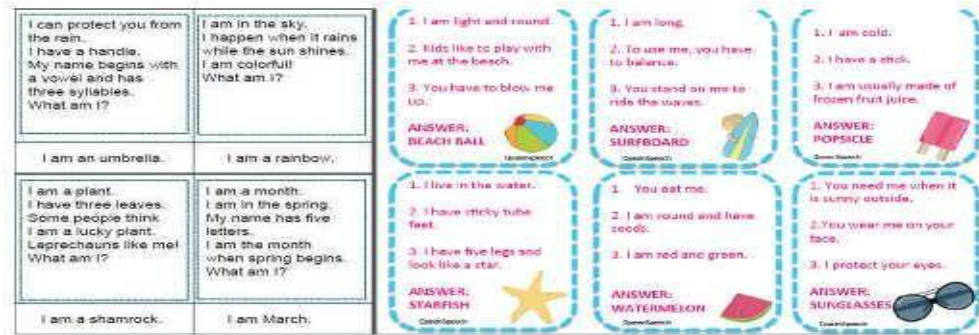 I can protect you from
the rain.
I have a handle.
My name begins with
a vowel and has
three syllables.
What am I?
I am an umbrella.
I am in the sky.
I happen when it rains
while the sun shines.
I am colorful!
What am I?
I am a rainbow.
I am a plant.
I have three leaves.
Some people think
I am a lucky plant.
Leprechauns like me!
What am I?
I am a shamrock.
I am a month.
I am in the spring.
My name has five
letters.
I am the month
when spring begins.
What am I?
I am March.
1. I am light and round.
2. Kids like to play with
me at the beach.
3. You have to blow me
up.
ANSWER:
BEACH BALL
1. I am long.
2. To use me, you have
to balance.
3. You stand on me to
ride the waves.
ANSWER:
SURFBOARD
1. I am cold.
2. I have a stick.
3. I am usually made of
frozen fruit juice.
ANSWER:
POPSICLE
1. I live in the water.
2. I have sticky tube
feet.
3. I have five legs and
look like a star.
ANSWER:
STARFISH
1. You eat me.
2. I am round and have
seeds.
3. I am red and green.
ANSWER:
WATERMELON
1. You need me when it
is sunny outside.
2.You wear me on your
face.
3. I protect your eyes.
ANSWER:
SUNGLASSES